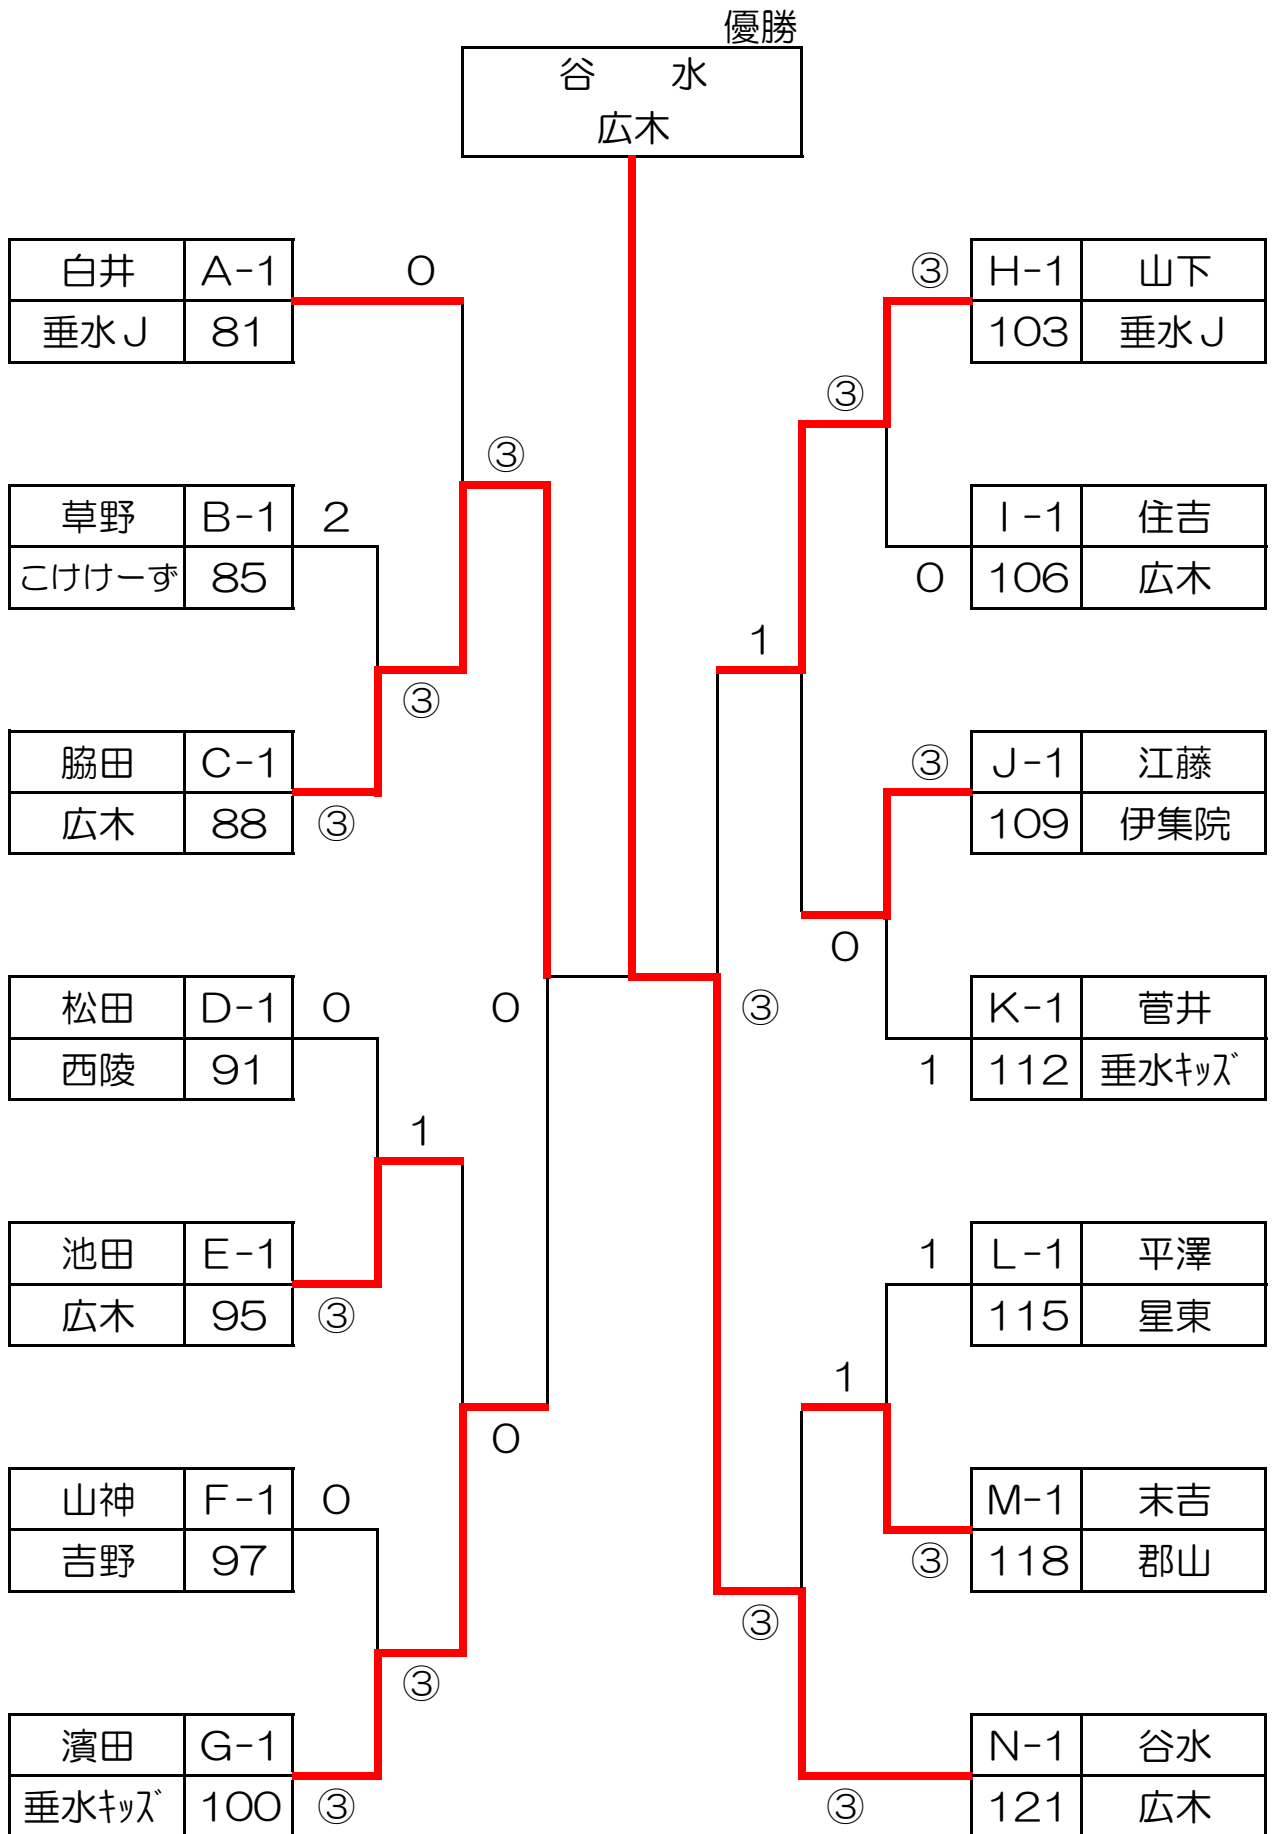 優勝
谷 水
広木
白井 A-1 0 ③ H-1 山下
垂水J 81 103 垂水J
③
③
草野 B-1 2 I-1 住吉
こけけーず 85 0 106 広木
1
③
脇田 C-1 ③ J-1 江藤
広木 88 ③ 109 伊集院
0
松田 D-1 0 0 ③ K-1 菅井
西陵 91 1 112 垂水ｷｯｽﾞ
1
池田 E-1 1 L-1 平澤
広木 95 ③ 115 星東
1
0
山神 F-1 0 M-1 末吉
吉野 97 ③ 118 郡山
③
③
濱田 G-1 N-1 谷水
垂水ｷｯｽﾞ 100 ③ ③ 121 広木